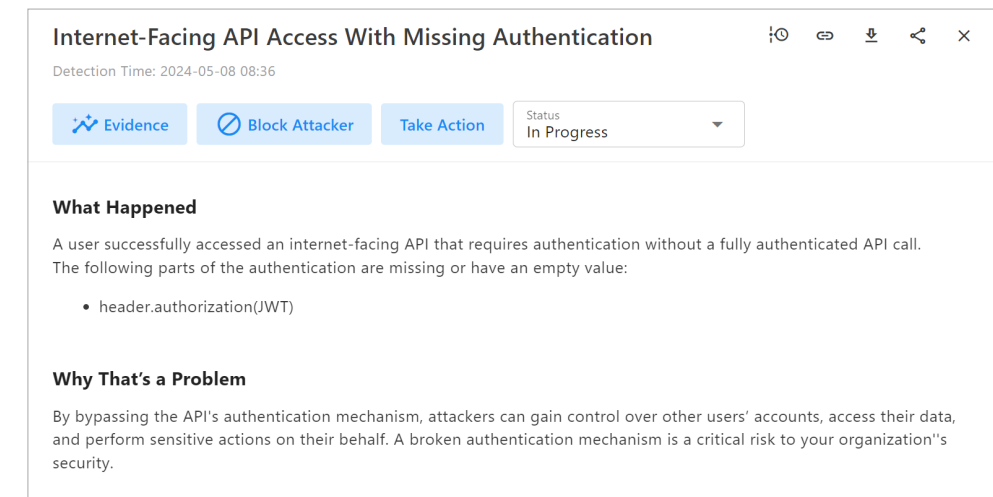 Internet-Facing API Access With Missing Authentication
Detection Time: 2024-05-08 08:36
Evidence
Block Attacker
Take Action
Status
In Progress
What Happened
A user successfully accessed an internet-facing API that requires authentication without a fully authenticated API call.
The following parts of the authentication are missing or have an empty value:
• header.authorization(JWT)
Why That’s a Problem
By bypassing the API's authentication mechanism, attackers can gain control over other users’ accounts, access their data,
and perform sensitive actions on their behalf. A broken authentication mechanism is a critical risk to your organization''s
security.